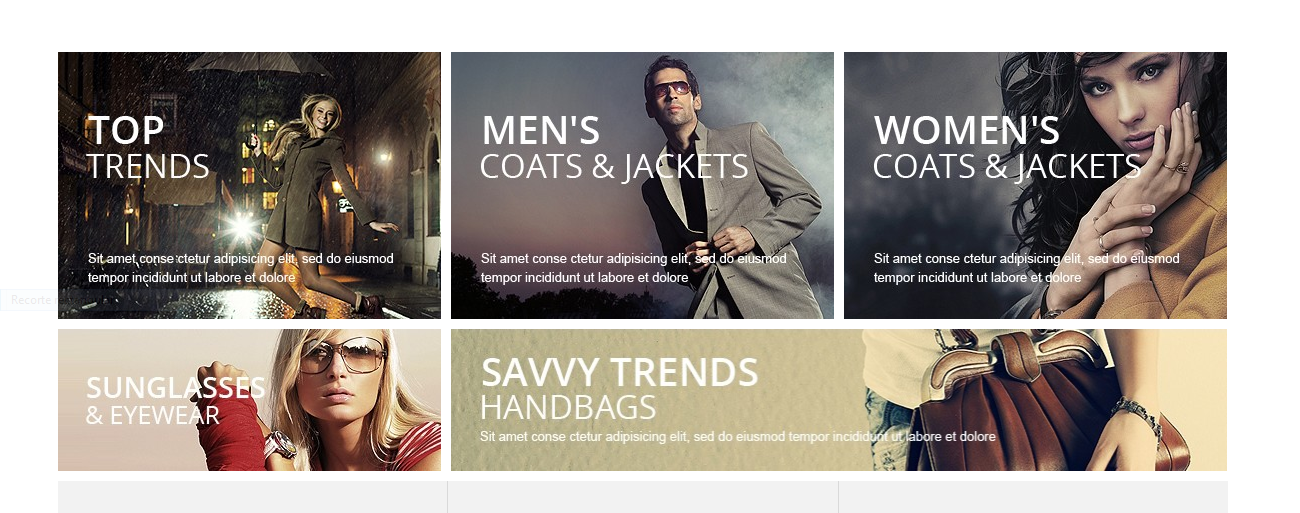 TOP
TRENDS
Sit amet conse ctetur adipisicing elit, sed do eiusmod
tempor incididunt ut labore et dolore
MEN'S
COATS & JACKETS
Sit amet conse ctetur adipisicing elit, sed do eiusmod
tempor incididunt ut labore et dolore
WOMEN'S
COATS & JACKETS
Sit amet conse ctetur adipisicing elit, sed do eiusmod
tempor incididunt ut labore et dolore
Recorte
SUNGLASSES
& EYEWEAR
SAVVY TRENDS
HANDBAGS
Sit amet conse ctetur adipisicing elit, sed do eiusmod tempor incididunt ut labore et dolore